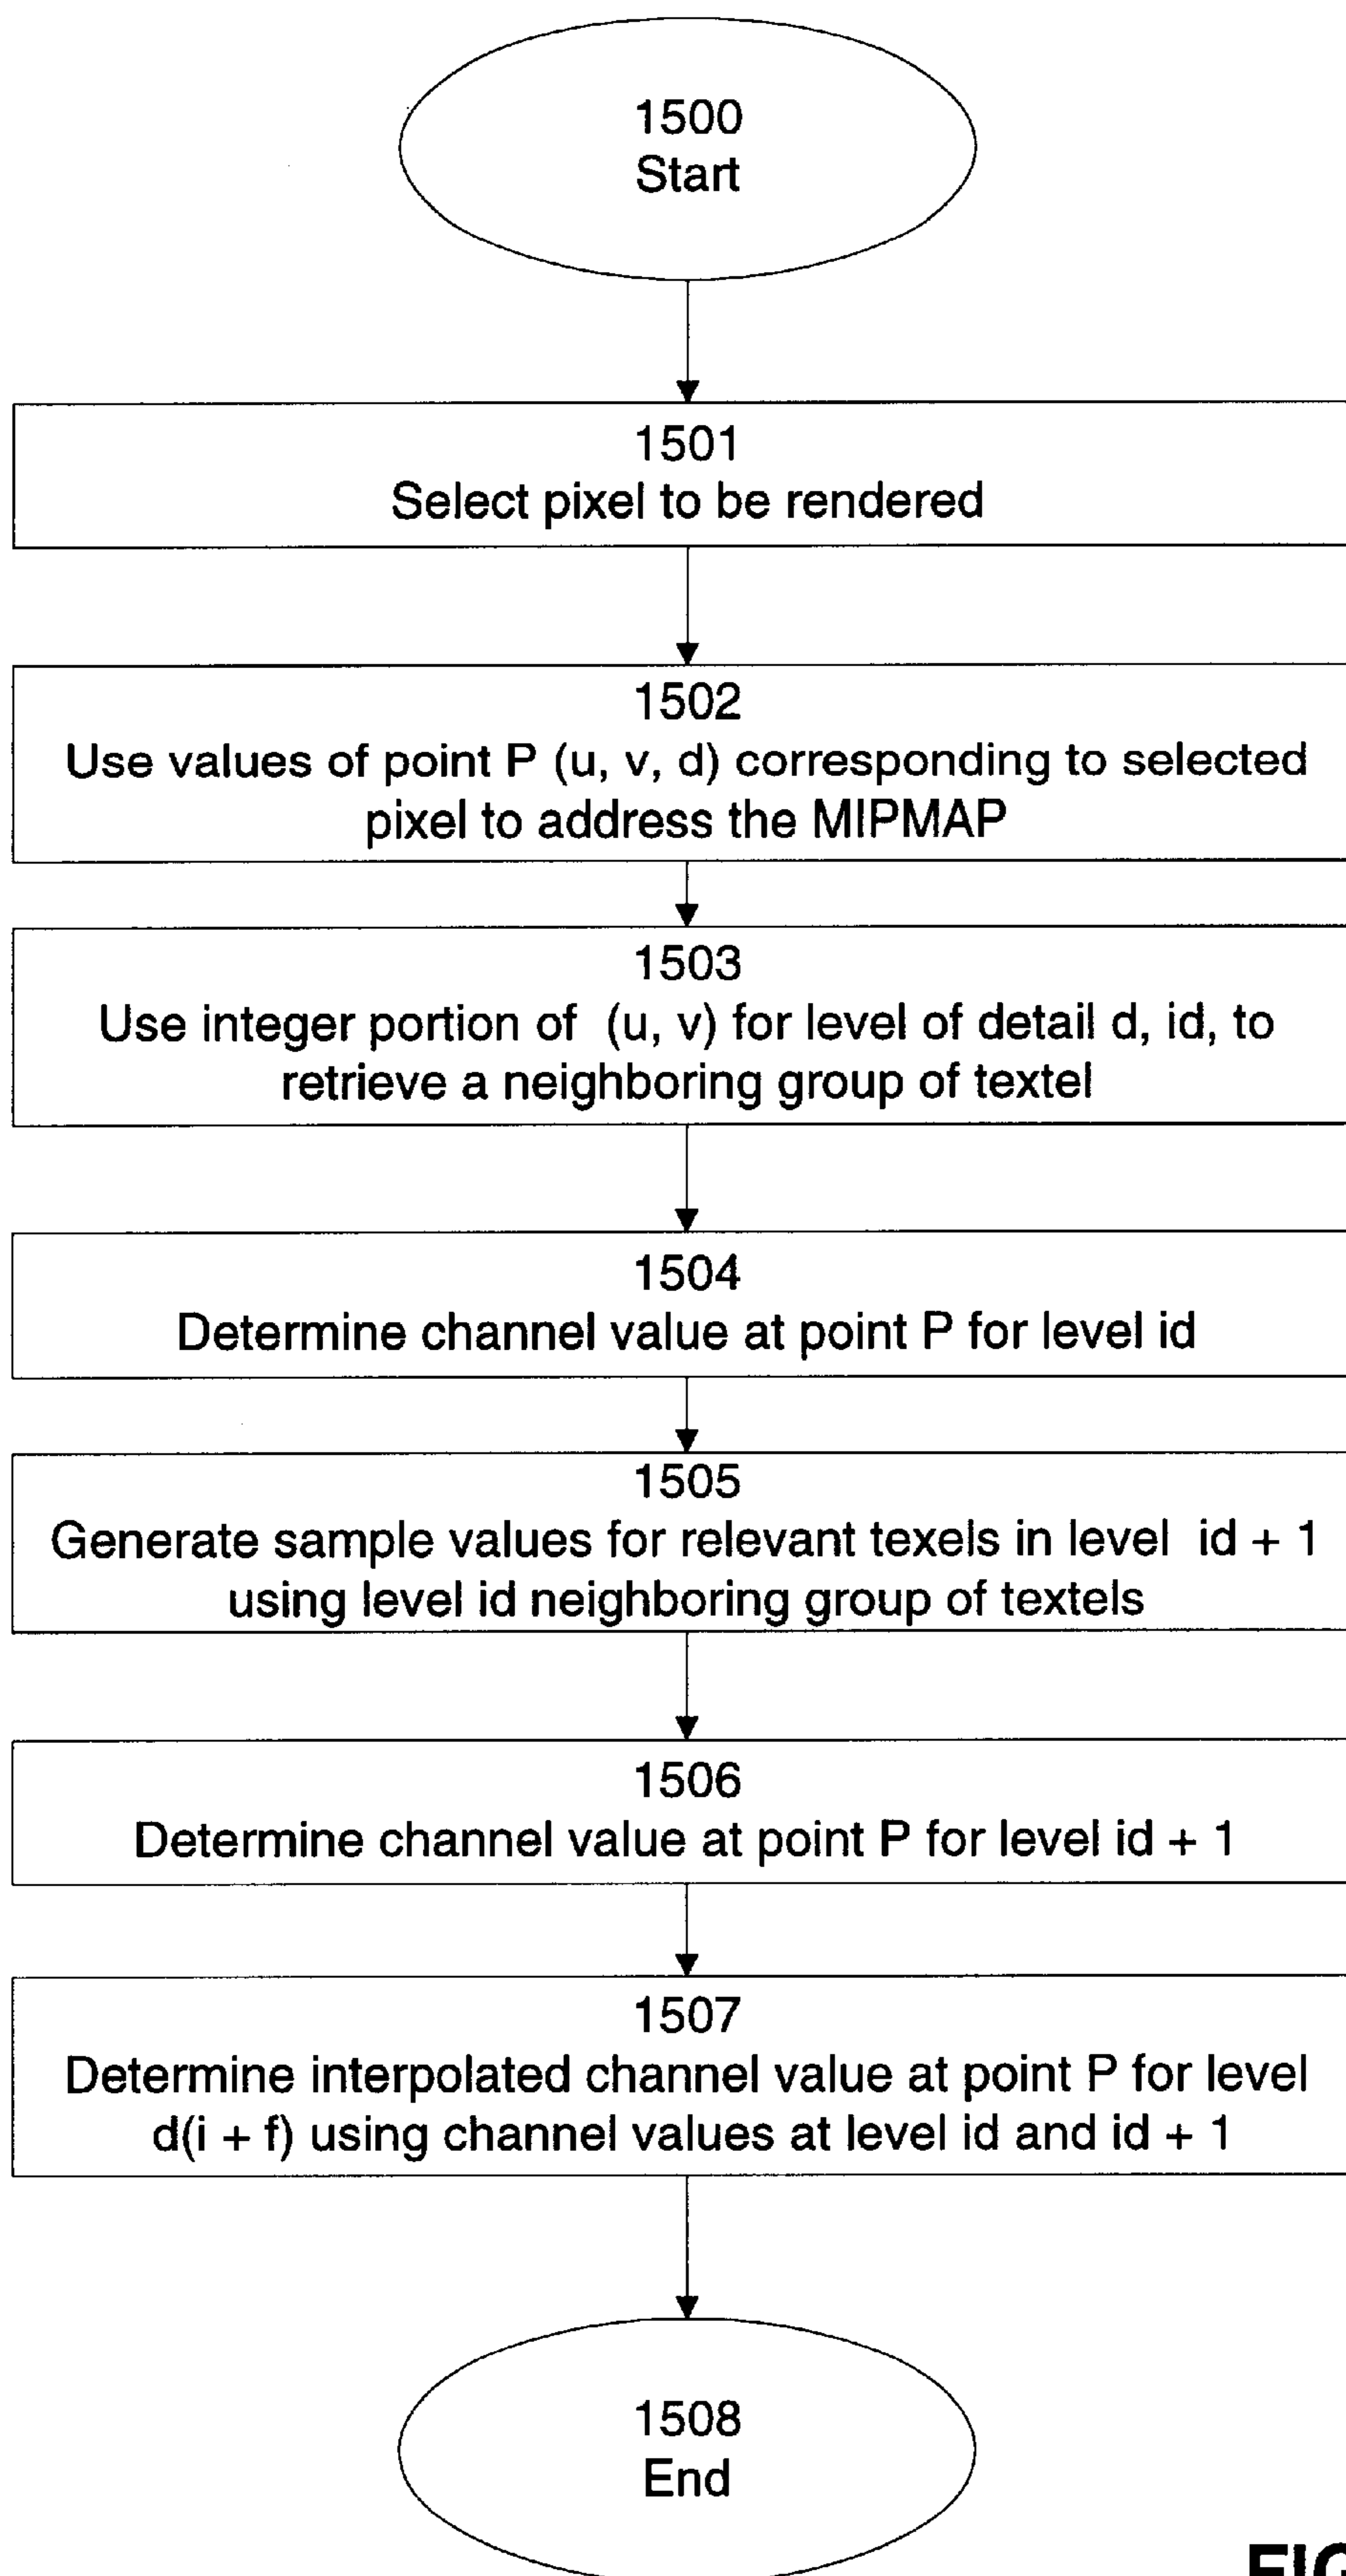 1500
Start
1501
Select pixel to be rendered
1502
Use values of point P (u, v, d) corresponding to selected
pixel to address the MIPMAP
1503
Use integer portion of (u, v) for level of detail d, id, to
retrieve a neighboring group of textel
1504
Determine channel value at point P for level id
1505
Generate sample values for relevant texels in level id + 1
using level id neighboring group of textels
1506
Determine channel value at point P for level id + 1
1507
Determine interpolated channel value at point P for level
d(i + f) using channel values at level id and id + 1
1508
End